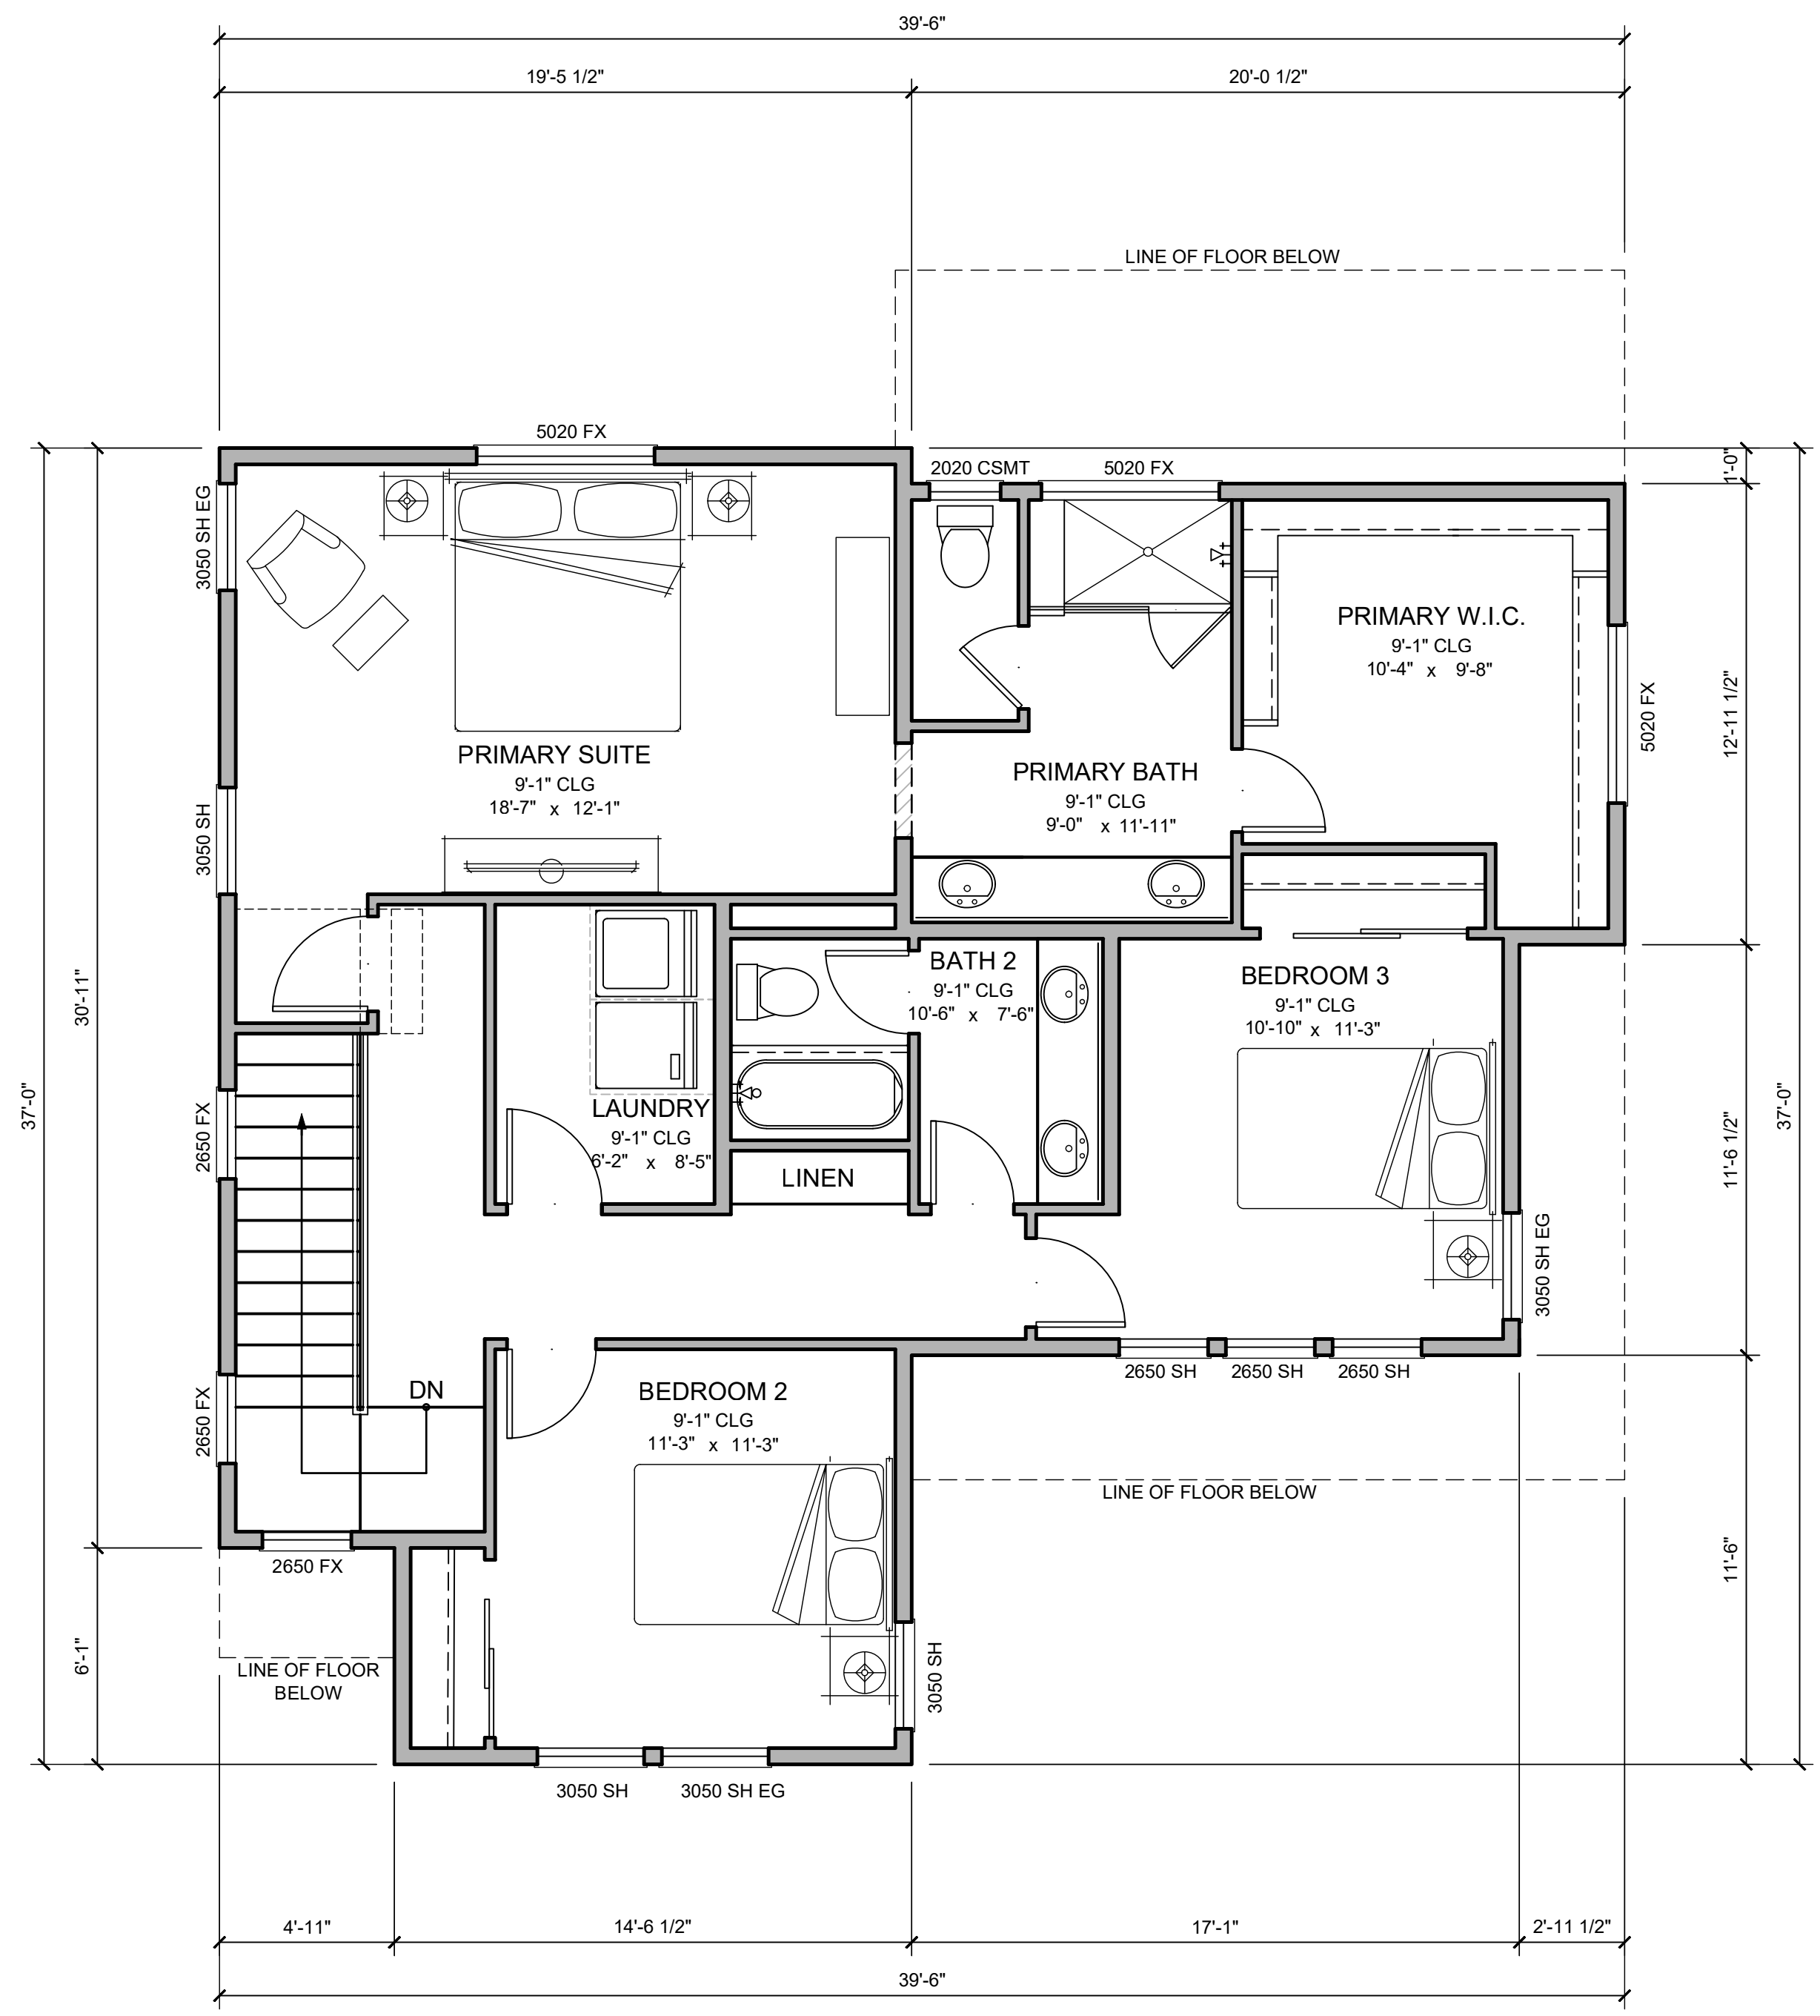 39'-6"
19'-5 1/2"
20'-0 1/2"
LINE OF FLOOR BELOW
5020 FX
2020 CSMT
5020 FX
1'-0"
3050 SH EG
PRIMARY W.I.C.
9'-1" CLG
10'-4" x 9'-8"
5020 FX
12'-11 1/2"
PRIMARY SUITE
9'-1" CLG
18'-7" x 12'-1"
PRIMARY BATH
9'-1" CLG
9'-0" x 11'-11"
3050 SH
30'-11"
37'-0"
BATH 2
9'-1" CLG
10'-6" x 7'-6"
BEDROOM 3
9'-1" CLG
10'-10" x 11'-3"
37'-0"
2650 FX
LAUNDRY
9'-1" CLG
6'-2" x 8'-5"
LINEN
11'-6 1/2"
3050 SH EG
2650 SH
2650 SH
2650 SH
2650 FX
DN
BEDROOM 2
9'-1" CLG
11'-3" x 11'-3"
LINE OF FLOOR BELOW
11'-6"
2650 FX
6'-1"
LINE OF FLOOR
BELOW
3050 SH
3050 SH
3050 SH EG
4'-11"
14'-6 1/2"
17'-1"
2'-11 1/2"
39'-6"